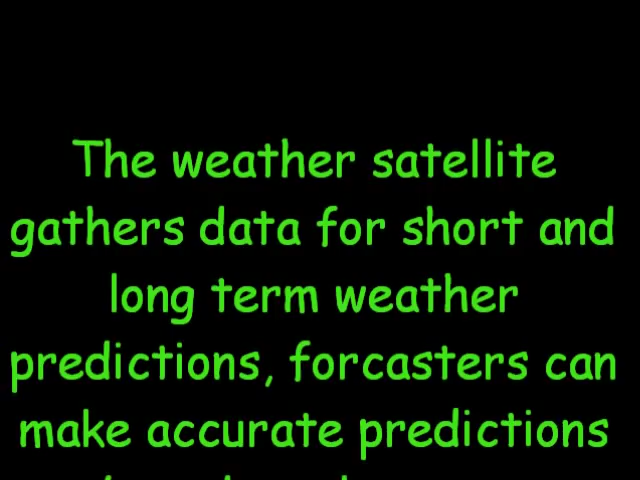 The weather satellite
gathers data for short and
long term weather
predictions, forcasters can
make accurate predictions